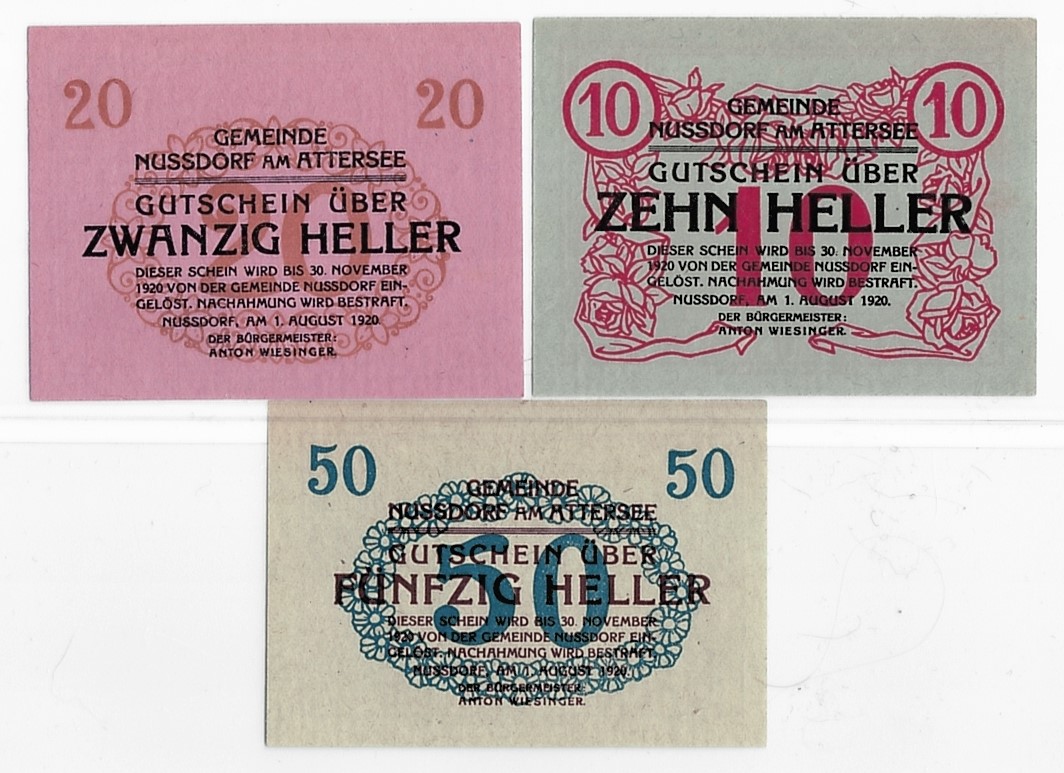 20 20
GEMEINDE
NUSSDORF AM ATTERSEE
GUTSCHEIN ÜBER
20
ZWANZIG HELLER
DIESER SCHEIN WIRD BIS 30. NOVEMBER
1920 VON DER GEMEINDE NUSSDORF EIN-
GELÖST. NACHAHMUNG WIRD BESTRAFT.
NUSSDORF, AM 1. AUGUST 1920.
DER BÜRGERMEISTER:
ANTON WIESINGER.
10 10
GEMEINDE
NUSSDORF AM ATTERSEE
GUTSCHEIN ÜBER
10
ZEHN HELLER
DIESER SCHEIN WIRD BIS 30. NOVEMBER
1920 VON DER GEMEINDE NUSSDORF EIN-
GELÖST. NACHAHMUNG WIRD BESTRAFT.
NUSSDORF, AM 1. AUGUST 1920.
DER BÜRGERMEISTER:
ANTON WIESINGER.
50 50
GEMEINDE
NUSSDORF AM ATTERSEE
GUTSCHEIN ÜBER
50
FÜNFZIG HELLER
DIESER SCHEIN WIRD BIS 30. NOVEMBER
1920 VON DER GEMEINDE NUSSDORF EIN-
GELÖST. NACHAHMUNG WIRD BESTRAFT.
NUSSDORF, AM 1. AUGUST 1920.
DER BÜRGERMEISTER:
ANTON WIESINGER.